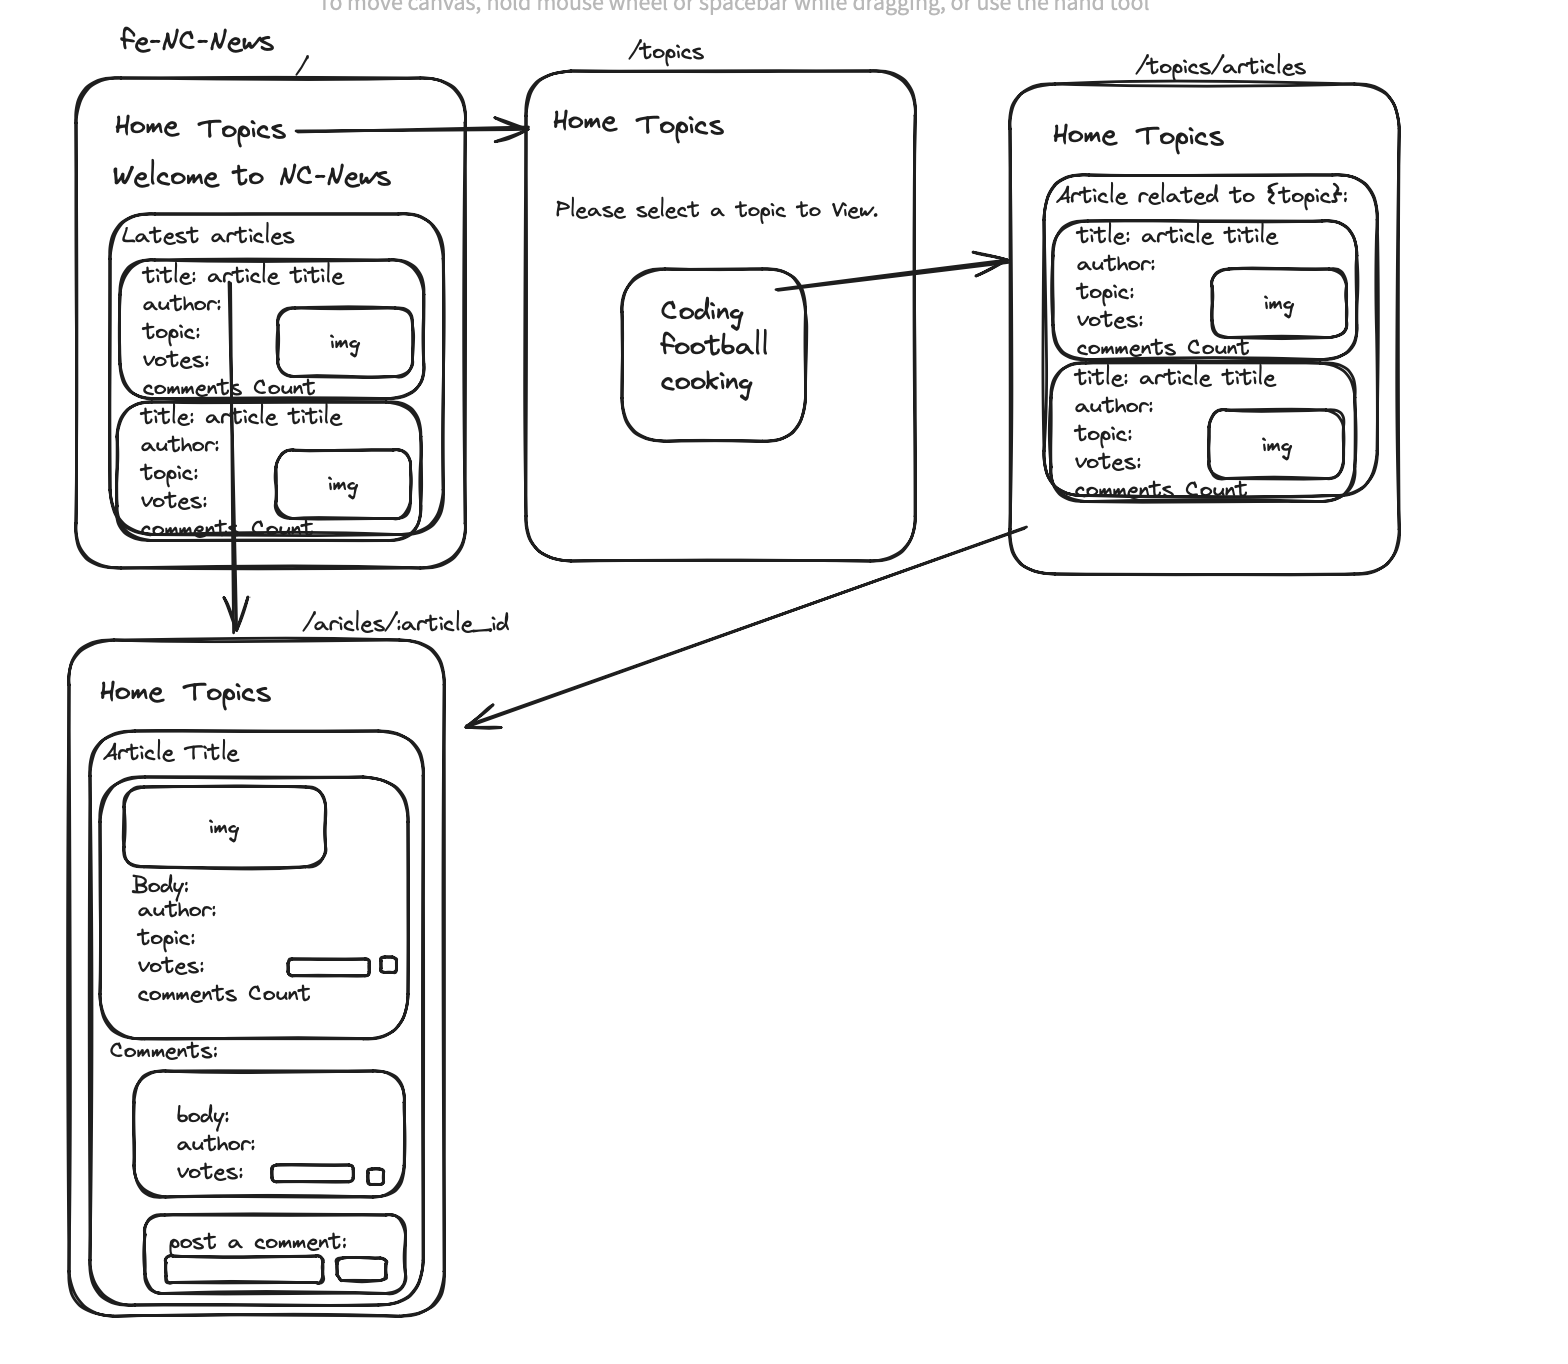 To move canvas, hold mouse wheel or spacebar while dragging, or use the hand tool
fe-NC-News
/
Home Topics
Welcome to NC-News
Latest articles
title: article titile
author:
topic:
votes:
img
comments Count
title: article titile
author:
topic:
votes:
img
comments Count
/topics
Home Topics
Please select a topic to View.
Coding
football
cooking
/topics/articles
Home Topics
Article related to {topic}:
title: article titile
author:
topic:
votes:
img
comments Count
title: article titile
author:
topic:
votes:
img
comments Count
/aricles/:article_id
Home Topics
Article Title
img
Body:
author:
topic:
votes:
comments Count
Comments:
body:
author:
votes:
post a comment: